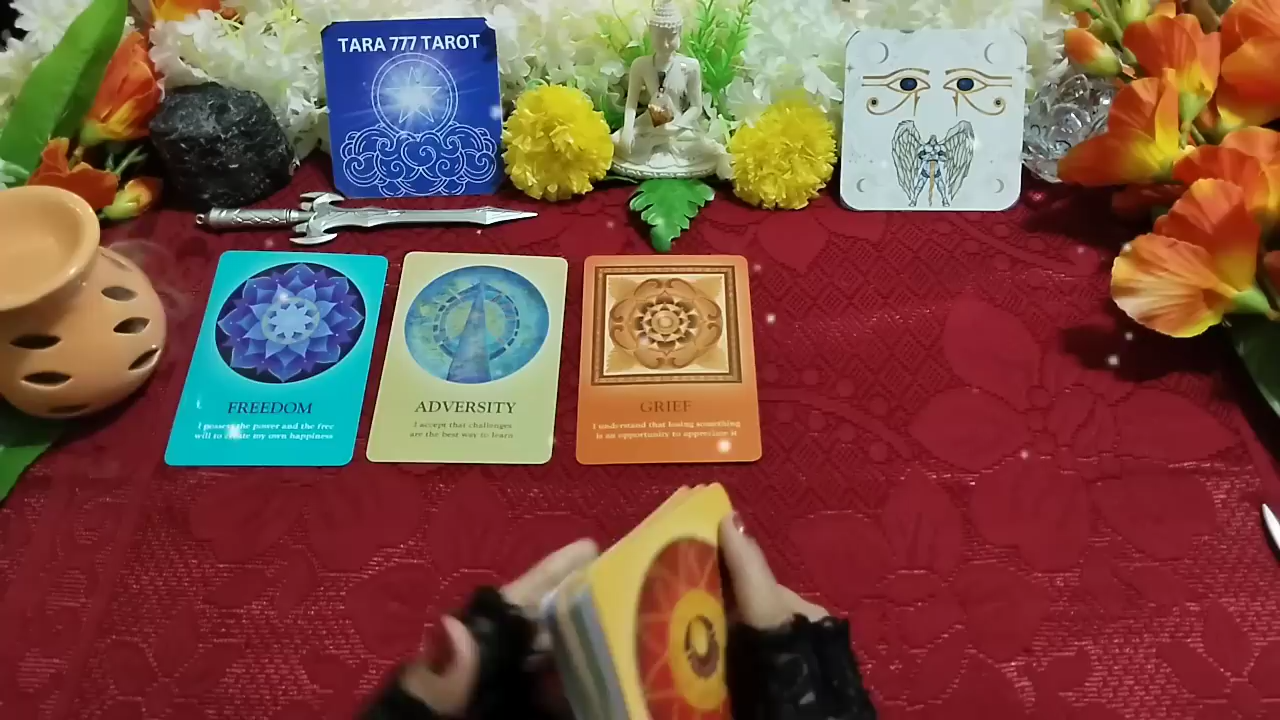 TARA 777 TAROT
FREEDOM
I possess the power and the free
will to create my own happiness
ADVERSITY
I accept that challenges
are the best way to learn
GRIEF
I understand that losing something
is an opportunity to appreciate it